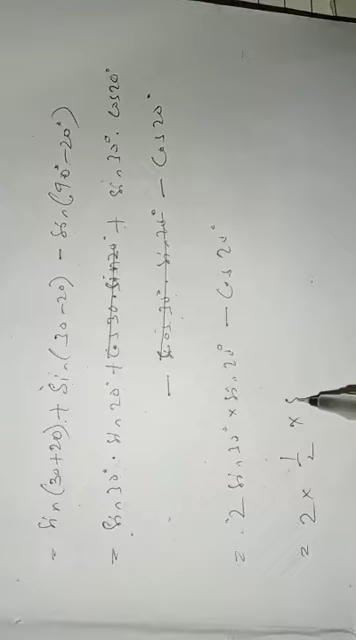 = Sin(30+20) + Sin(30-20) - Sin(90°-20°)
= Sin30°. Sin20° + Cos30.Sin20° + Sin30°. Cos20°
- Cos30°. Sin20° - Cos20°
= 2 Sin30° × Sin20° - Cos20°
= 2 × 1/2 × S